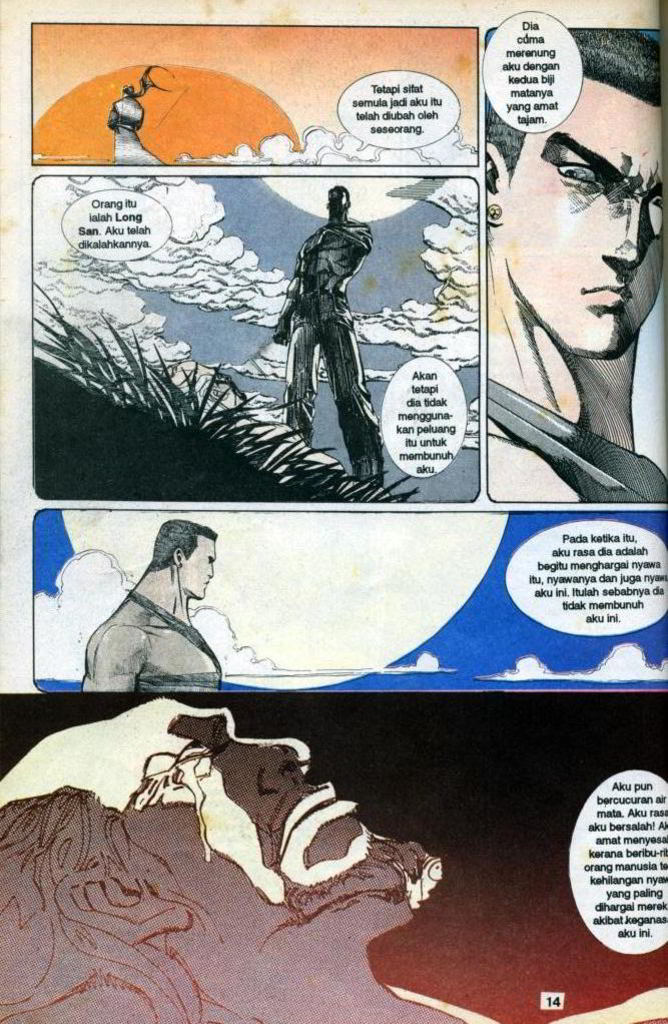 Tetapi sifat
semula jadi aku itu
telah diubah oleh
seseorang.
Dia
cuma
merenung
aku dengan
kedua biji
matanya
yang amat
tajam.
Orang itu
ialah Long
San. Aku telah
dikalahkannya.
Akan
tetapi
dia tidak
mengguna-
kan peluang
itu untuk
membunuh
aku.
Pada ketika itu,
aku rasa dia adalah
begitu menghargai nyawa
itu, nyawanya dan juga nyawa
aku ini. Itulah sebabnya dia
tidak membunuh
aku ini.
Aku pun
bercucuran air
mata. Aku rasa
aku bersalah!
amat menyesal
kerana
orang manusia
kehilangan
yang paling
dihargai
akibat
aku ini.
14